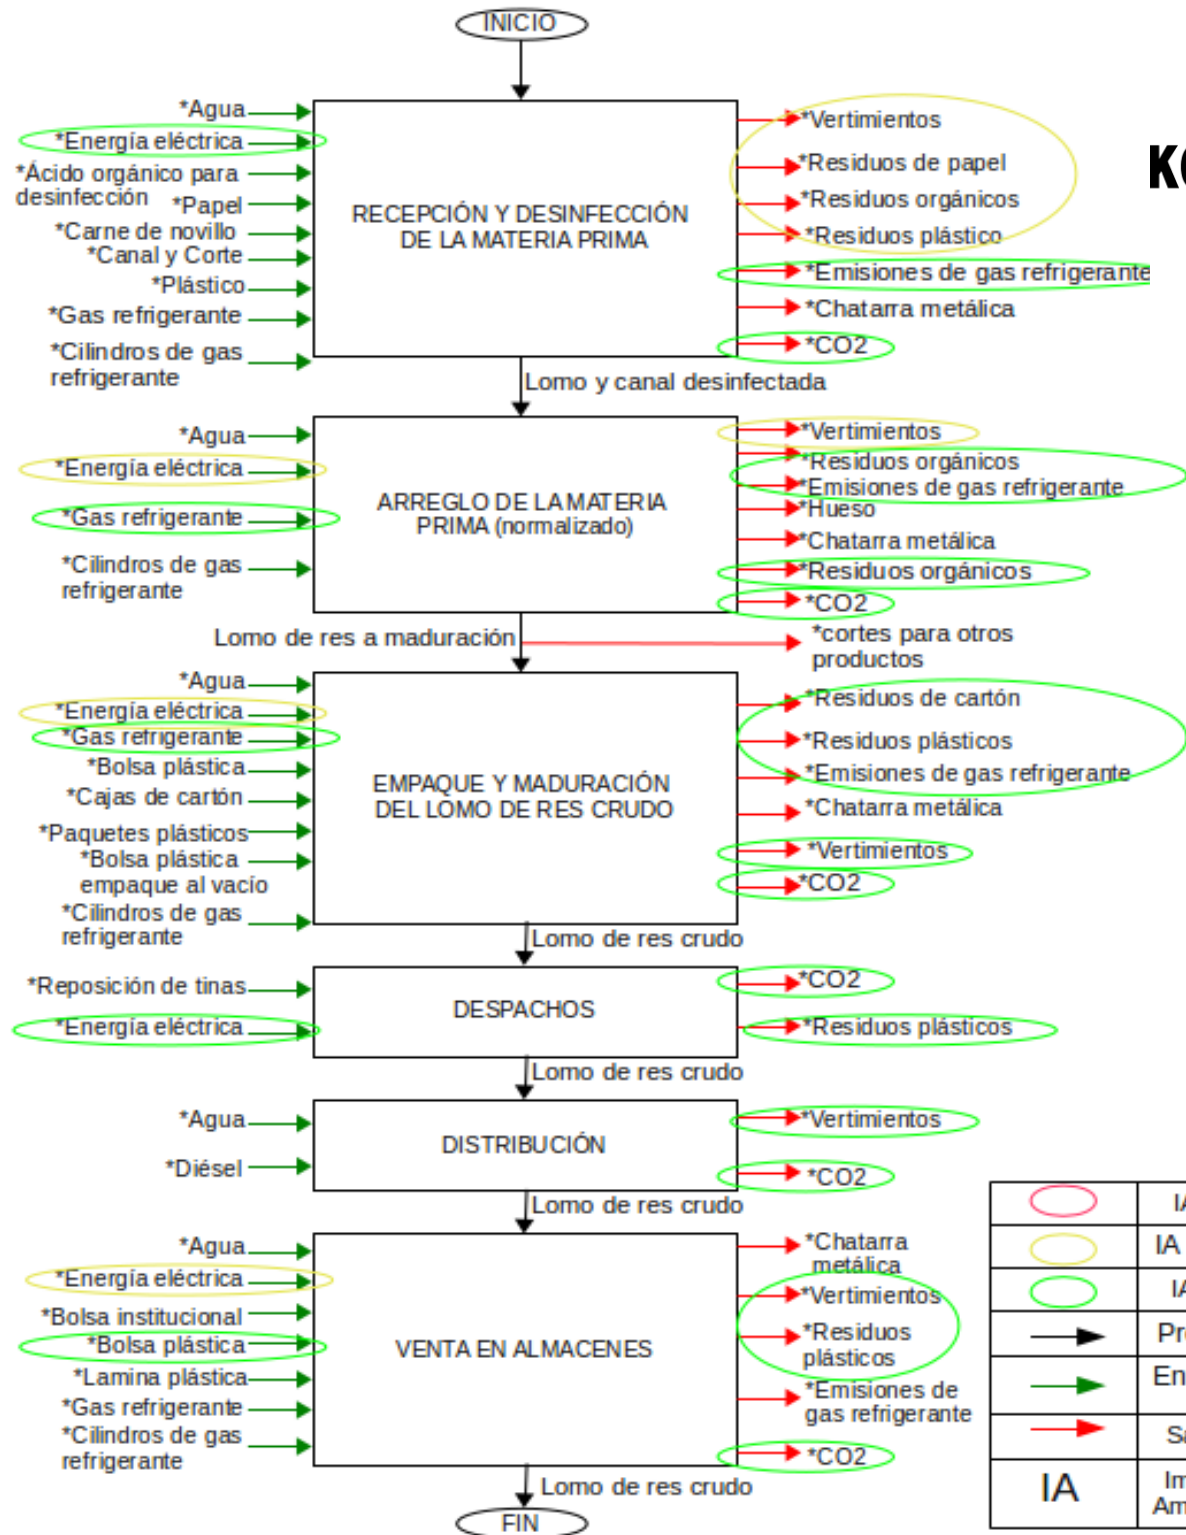 INICIO
*Agua
*Energía eléctrica
*Ácido orgánico para
desinfección
*Papel
*Carne de novillo
*Canal y Corte
*Plástico
*Gas refrigerante
*Cilindros de gas
refrigerante
RECEPCIÓN Y DESINFECCIÓN
DE LA MATERIA PRIMA
*Vertimientos
*Residuos de papel
*Residuos orgánicos
*Residuos plástico
*Emisiones de gas refrigerante
*Chatarra metálica
*CO2
Lomo y canal desinfectada
*Agua
*Energía eléctrica
*Gas refrigerante
*Cilindros de gas
refrigerante
ARREGLO DE LA MATERIA
PRIMA (normalizado)
*Vertimientos
*Residuos orgánicos
*Emisiones de gas refrigerante
*Hueso
*Chatarra metálica
*Residuos orgánicos
*CO2
Lomo de res a maduración
*cortes para otros
productos
*Agua
*Energía eléctrica
*Gas refrigerante
*Bolsa plástica
*Cajas de cartón
*Paquetes plásticos
*Bolsa plástica
empaque al vacío
*Cilindros de gas
refrigerante
EMPAQUE Y MADURACIÓN
DEL LOMO DE RES CRUDO
*Residuos de cartón
*Residuos plásticos
*Emisiones de gas refrigerante
*Chatarra metálica
*Vertimientos
*CO2
Lomo de res crudo
*Reposición de tinas
*Energía eléctrica
DESPACHOS
*CO2
*Residuos plásticos
Lomo de res crudo
*Agua
*Diésel
DISTRIBUCIÓN
*Vertimientos
*CO2
Lomo de res crudo
*Agua
*Energía eléctrica
*Bolsa institucional
*Bolsa plástica
*Lamina plástica
*Gas refrigerante
*Cilindros de gas
refrigerante
VENTA EN ALMACENES
*Chatarra
metálica
*Vertimientos
*Residuos
plásticos
*Emisiones de
gas refrigerante
*CO2
Lomo de res crudo
FIN
IA
IA
IA
IA